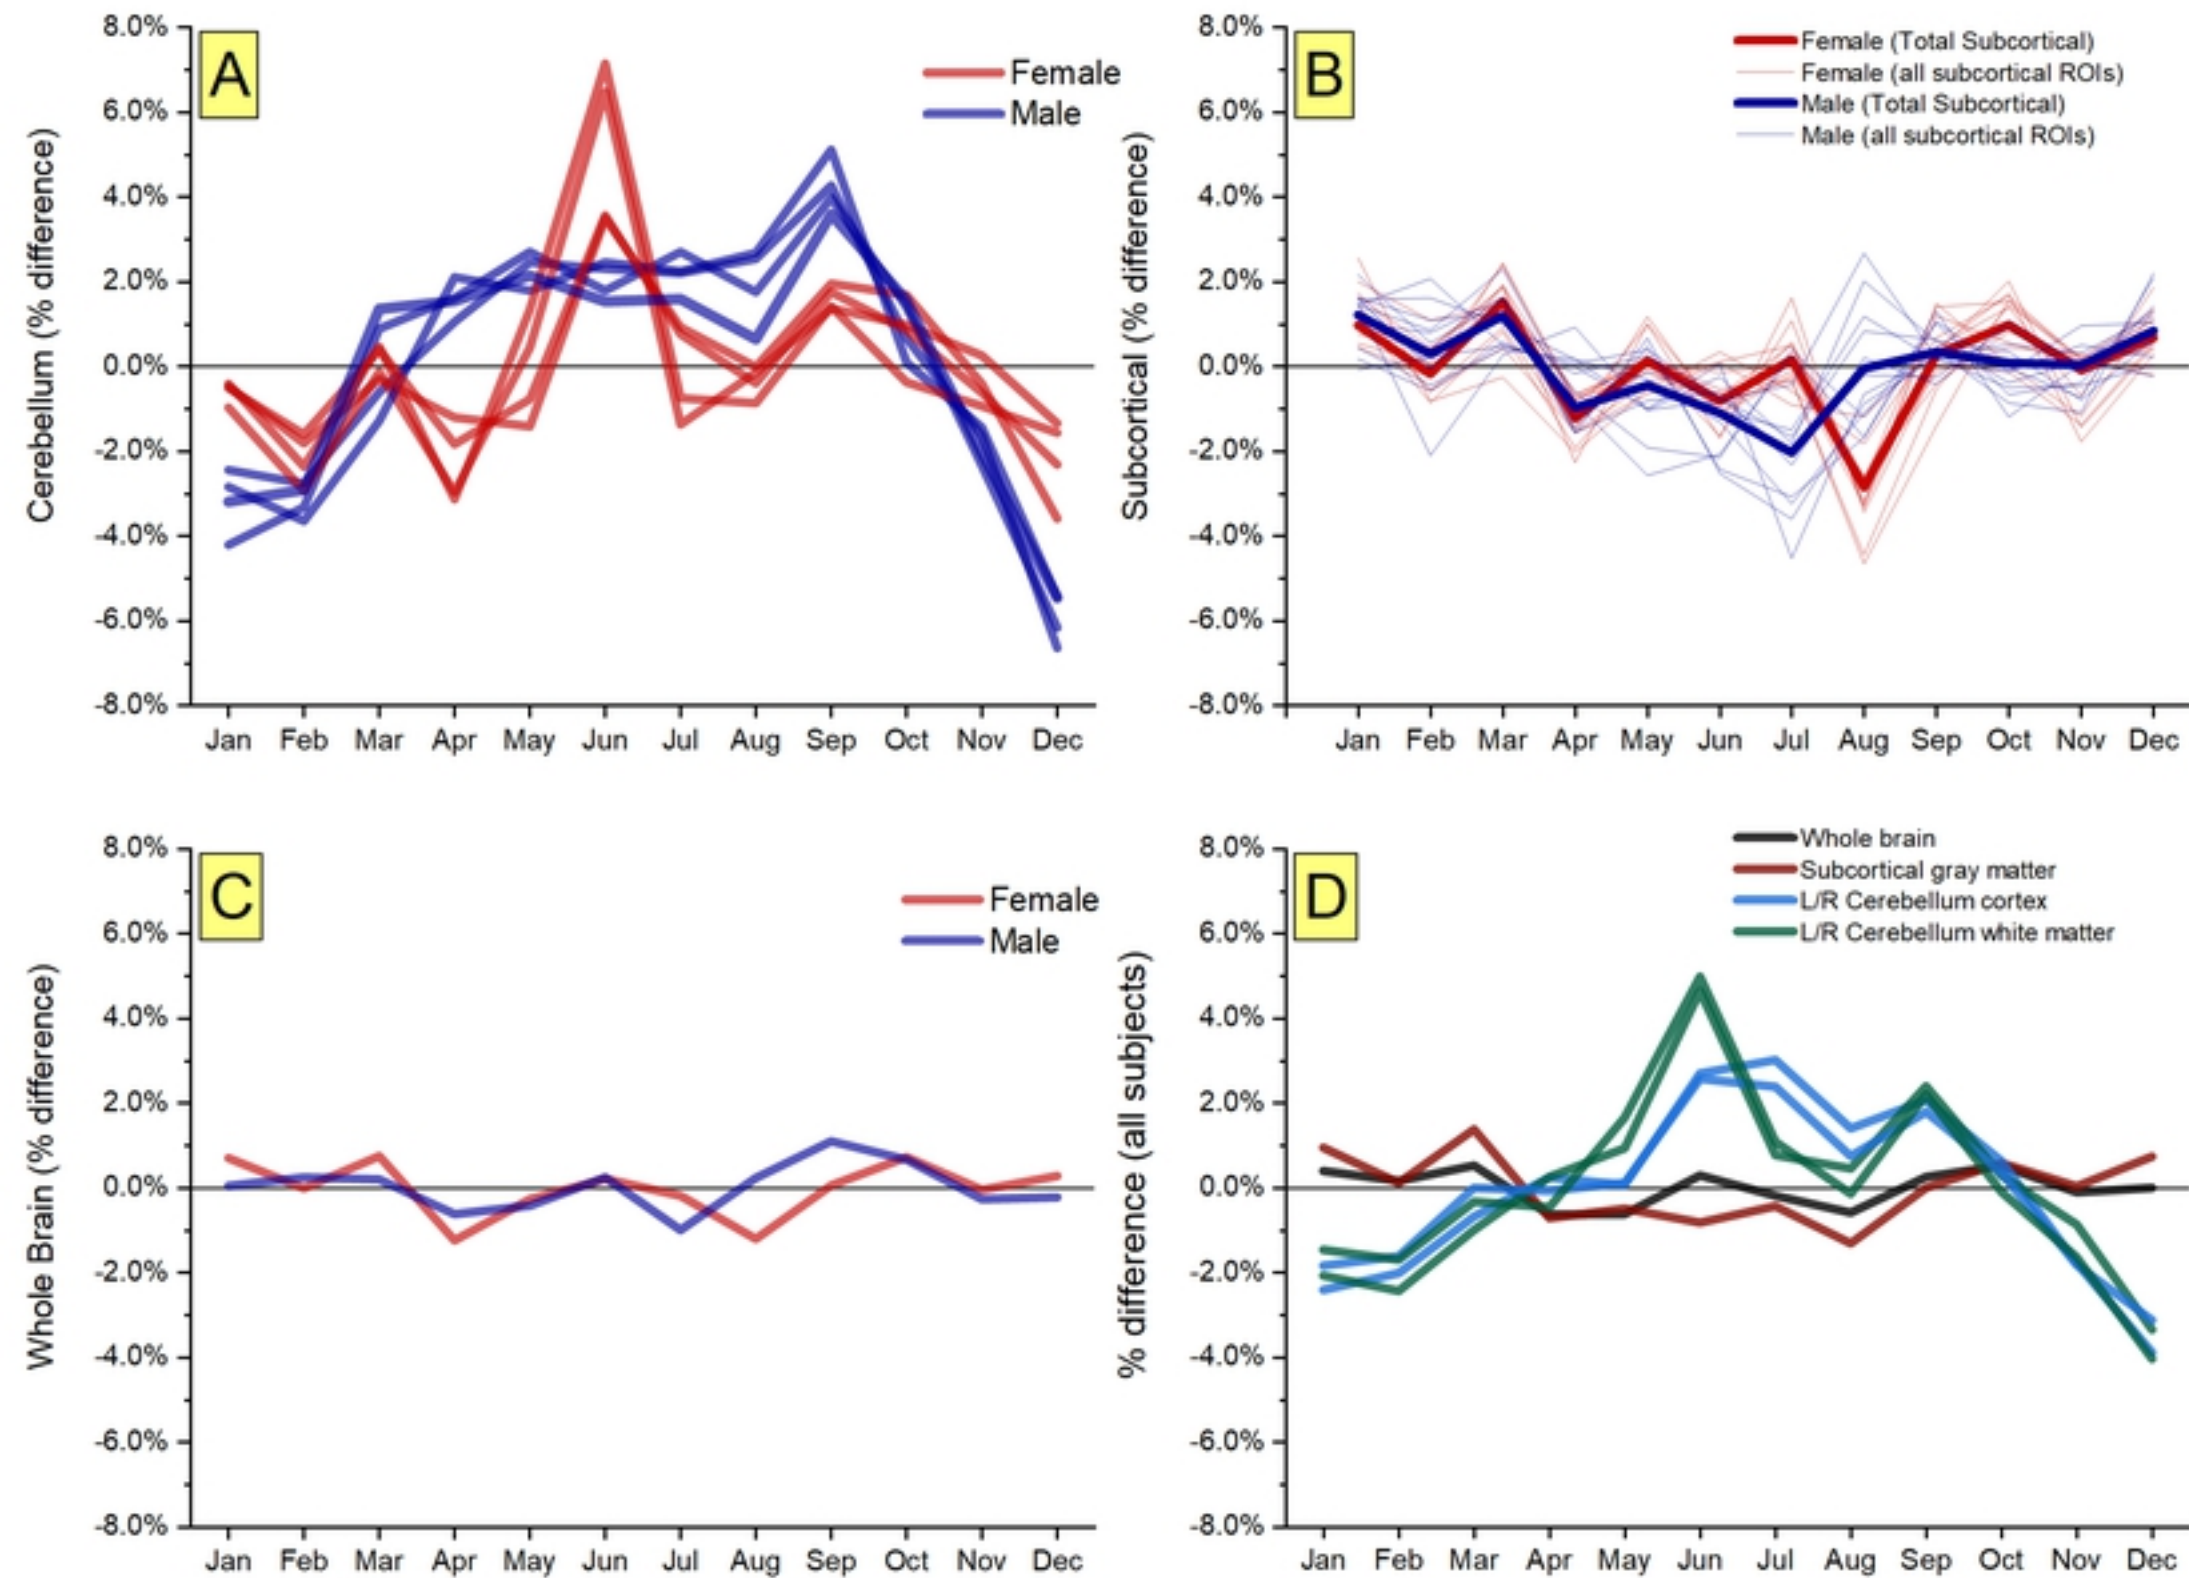 A
Female
Male
Cerebellum (% difference)
8.0%
6.0%
4.0%
2.0%
0.0%
-2.0%
-4.0%
-6.0%
-8.0%
Jan Feb Mar Apr May Jun Jul Aug Sep Oct Nov Dec
B
Female (Total Subcortical)
Female (all subcortical ROIs)
Male (Total Subcortical)
Male (all subcortical ROIs)
Subcortical (% difference)
8.0%
6.0%
4.0%
2.0%
0.0%
-2.0%
-4.0%
-6.0%
-8.0%
Jan Feb Mar Apr May Jun Jul Aug Sep Oct Nov Dec
C
Female
Male
Whole Brain (% difference)
8.0%
6.0%
4.0%
2.0%
0.0%
-2.0%
-4.0%
-6.0%
-8.0%
Jan Feb Mar Apr May Jun Jul Aug Sep Oct Nov Dec
D
Whole brain
Subcortical gray matter
L/R Cerebellum cortex
L/R Cerebellum white matter
% difference (all subjects)
8.0%
6.0%
4.0%
2.0%
0.0%
-2.0%
-4.0%
-6.0%
-8.0%
Jan Feb Mar Apr May Jun Jul Aug Sep Oct Nov Dec